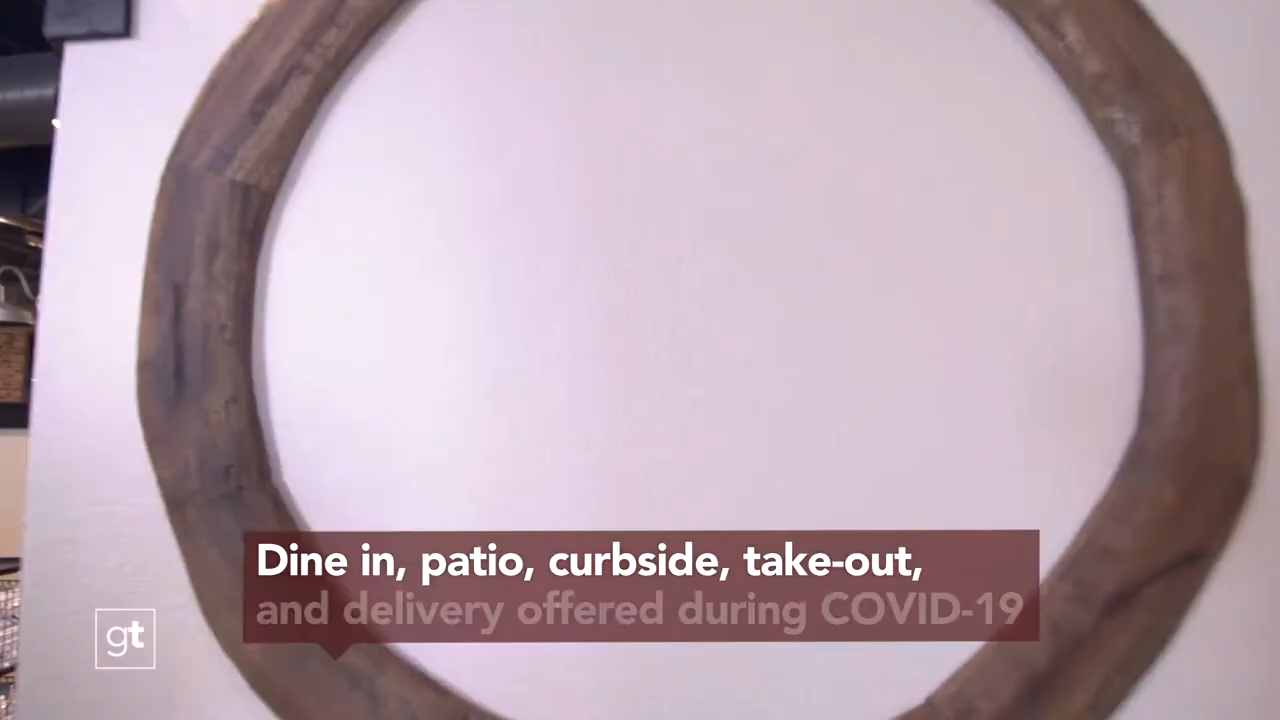 Dine in, patio, curbside, take-out,
and delivery offered during COVID-19
gt